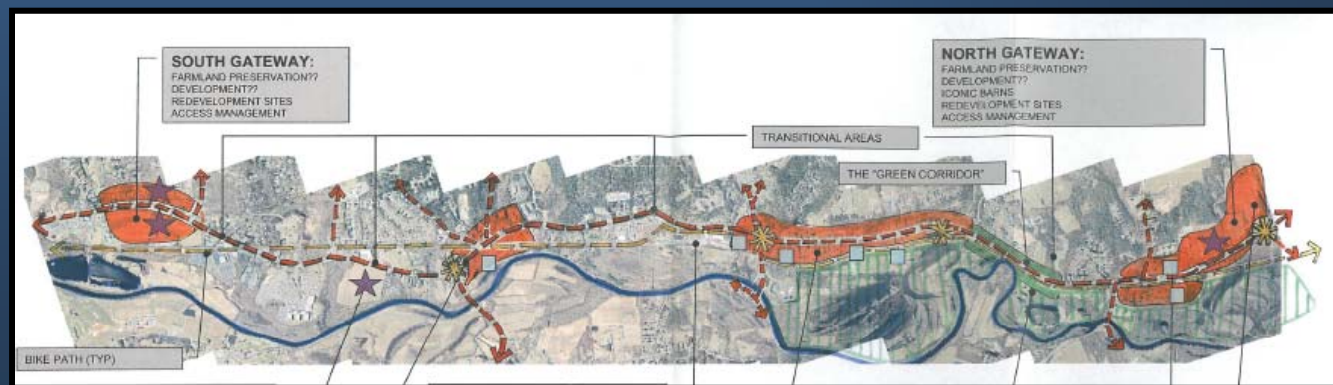 SOUTH GATEWAY:
FARMLAND PRESERVATION??
DEVELOPMENT??
REDEVELOPMENT SITES
ACCESS MANAGEMENT
NORTH GATEWAY:
FARMLAND PRESERVATION??
DEVELOPMENT??
ICONIC BARNS
REDEVELOPMENT SITES
ACCESS MANAGEMENT
TRANSITIONAL AREAS
THE "GREEN CORRIDOR"
BIKE PATH (TYP)